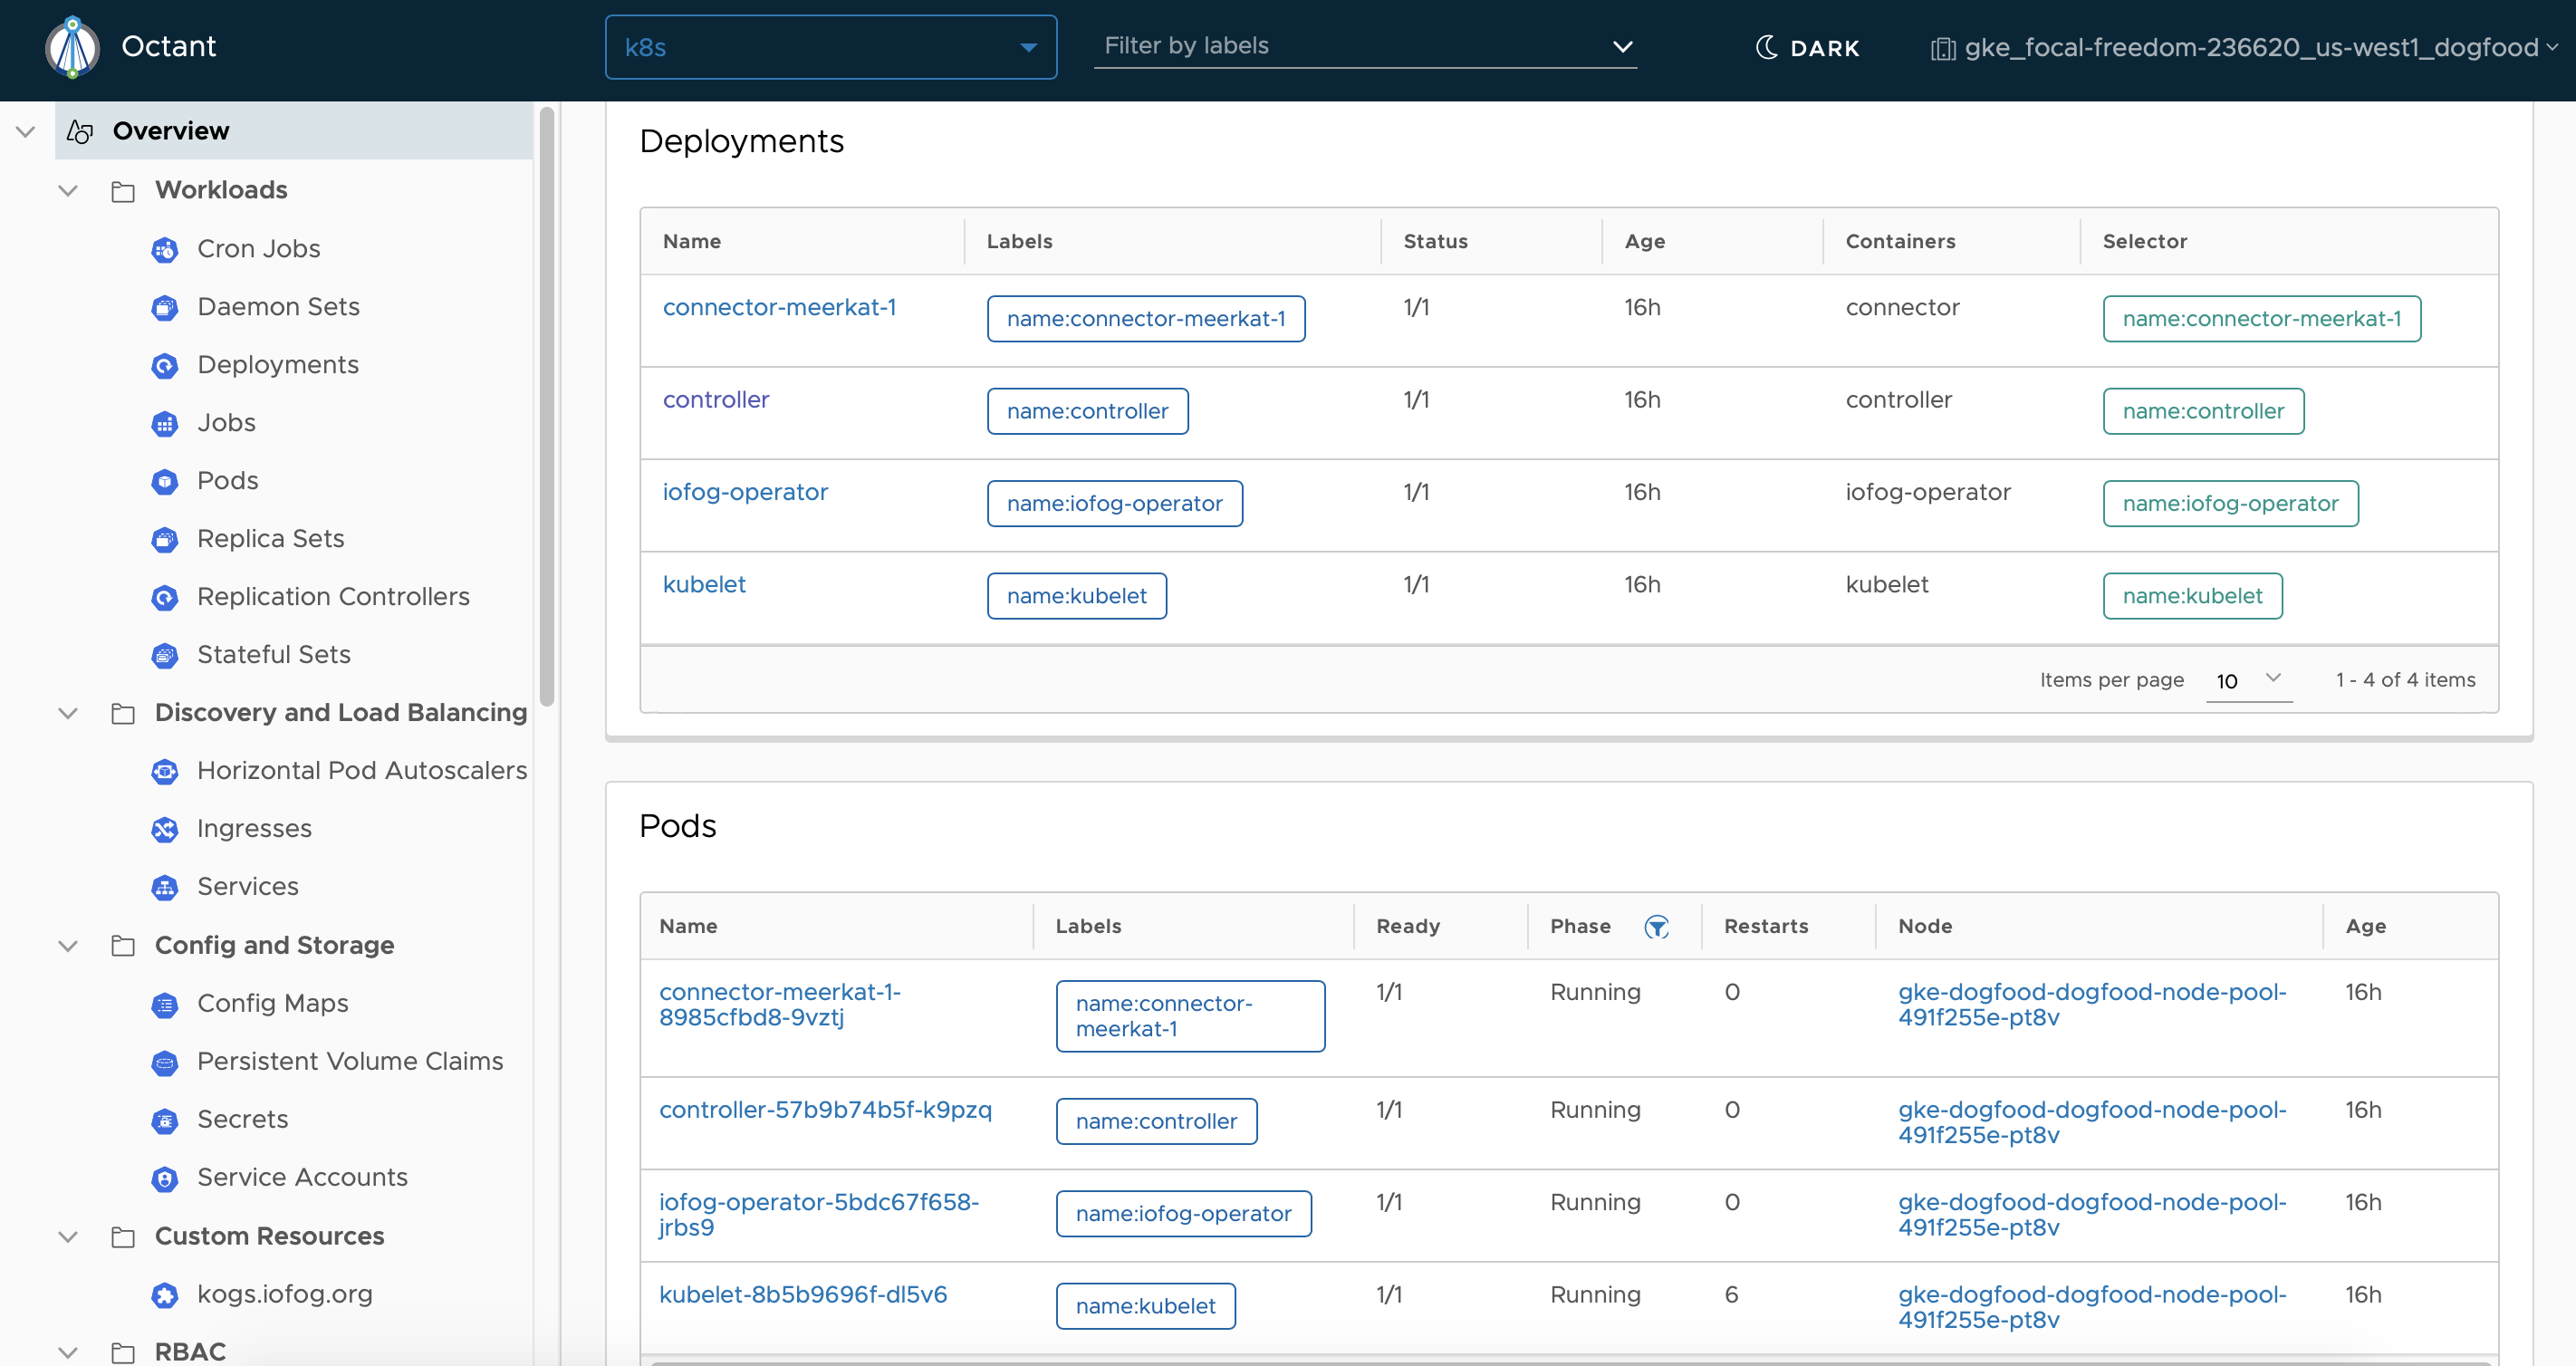 Octant
k8s
Filter by labels
DARK
gke_focal-freedom-236620_us-west1_dogfood
Overview
Workloads
Cron Jobs
Daemon Sets
Deployments
Jobs
Pods
Replica Sets
Replication Controllers
Stateful Sets
Discovery and Load Balancing
Horizontal Pod Autoscalers
Ingresses
Services
Config and Storage
Config Maps
Persistent Volume Claims
Secrets
Service Accounts
Custom Resources
kogs.iofog.org
RBAC
Deployments
Name Labels Status Age Containers Selector
connector-meerkat-1 name:connector-meerkat-1 1/1 16h connector name:connector-meerkat-1
controller name:controller 1/1 16h controller name:controller
iofog-operator name:iofog-operator 1/1 16h iofog-operator name:iofog-operator
kubelet name:kubelet 1/1 16h kubelet name:kubelet
Items per page 10 1 - 4 of 4 items
Pods
Name Labels Ready Phase Restarts Node Age
connector-meerkat-1- name:connector- 1/1 Running 0 gke-dogfood-dogfood-node-pool- 16h
8985cfbd8-9vztj meerkat-1 491f255e-pt8v
controller-57b9b74b5f-k9pzq name:controller 1/1 Running 0 gke-dogfood-dogfood-node-pool- 16h
491f255e-pt8v
iofog-operator-5bdc67f658- name:iofog-operator 1/1 Running 0 gke-dogfood-dogfood-node-pool- 16h
jrbs9 491f255e-pt8v
kubelet-8b5b9696f-dl5v6 name:kubelet 1/1 Running 6 gke-dogfood-dogfood-node-pool- 16h
491f255e-pt8v